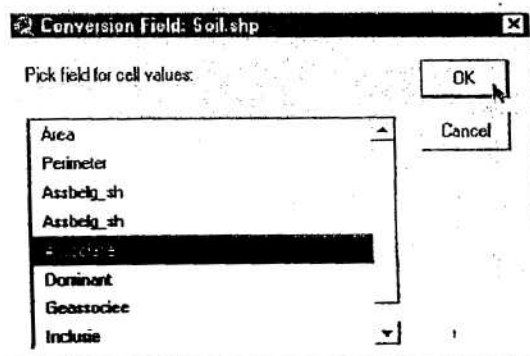 Conversion Field: Soil.shp
Pick field for cell values:
OK
Cancel
Area
Perimeter
Assbelg_sh
Assbelg_sh
Dominant
Geassociee
Inclusie